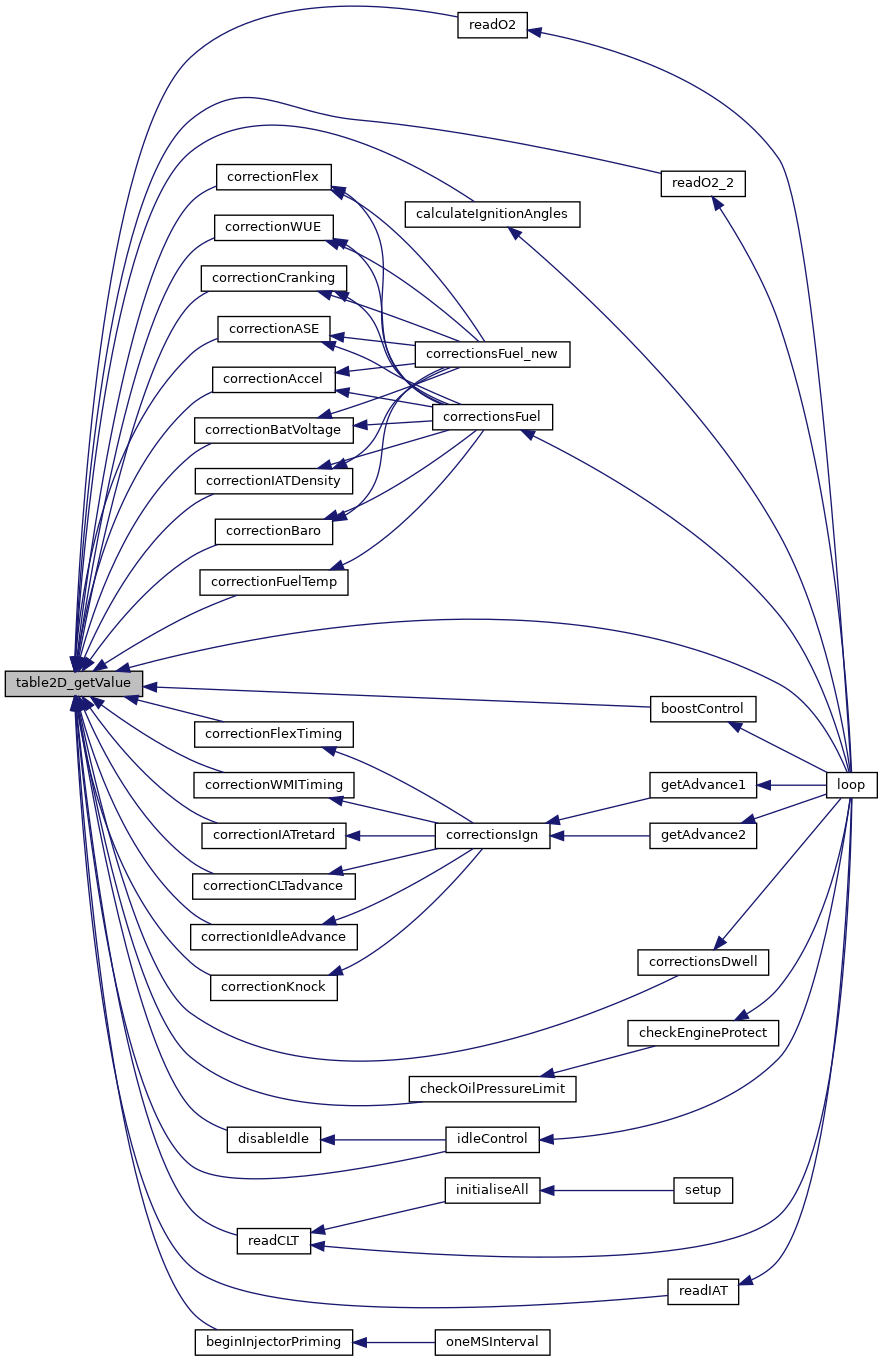 readO2
readO2_2
correctionFlex
calculateIgnitionAngles
correctionWUE
correctionCranking
correctionASE
correctionsFuel_new
correctionAccel
correctionsFuel
correctionBatVoltage
correctionIATDensity
correctionBaro
correctionFuelTemp
table2D_getValue
boostControl
correctionFlexTiming
correctionWMITiming
getAdvance1
loop
correctionIATretard
correctionsIgn
getAdvance2
correctionCLTadvance
correctionIdleAdvance
correctionsDwell
correctionKnock
checkEngineProtect
checkOilPressureLimit
disableIdle
idleControl
initialiseAll
setup
readCLT
readIAT
beginInjectorPriming
oneMSInterval